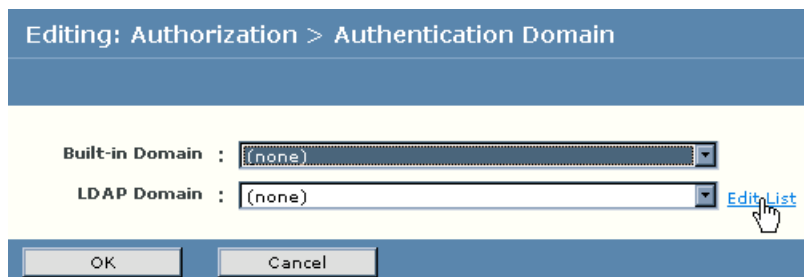 Editing: Authorization > Authentication Domain
Built-in Domain : (none)
LDAP Domain : (none) Edit List
OK Cancel